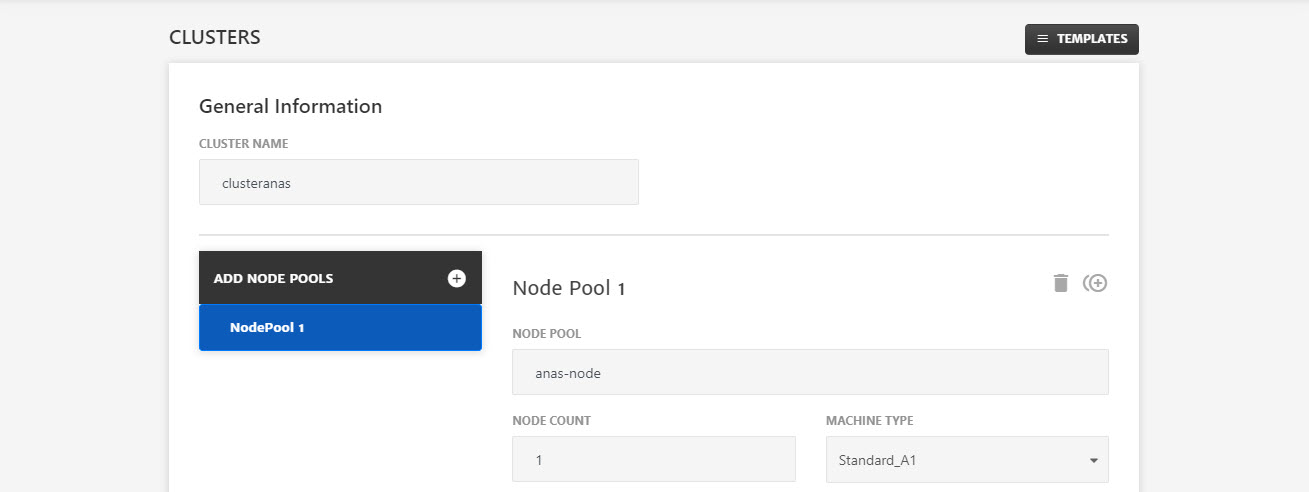 CLUSTERS
TEMPLATES
General Information
CLUSTER NAME
clusteranas
ADD NODE POOLS
NodePool 1
Node Pool 1
NODE POOL
anas-node
NODE COUNT
MACHINE TYPE
1
Standard_A1